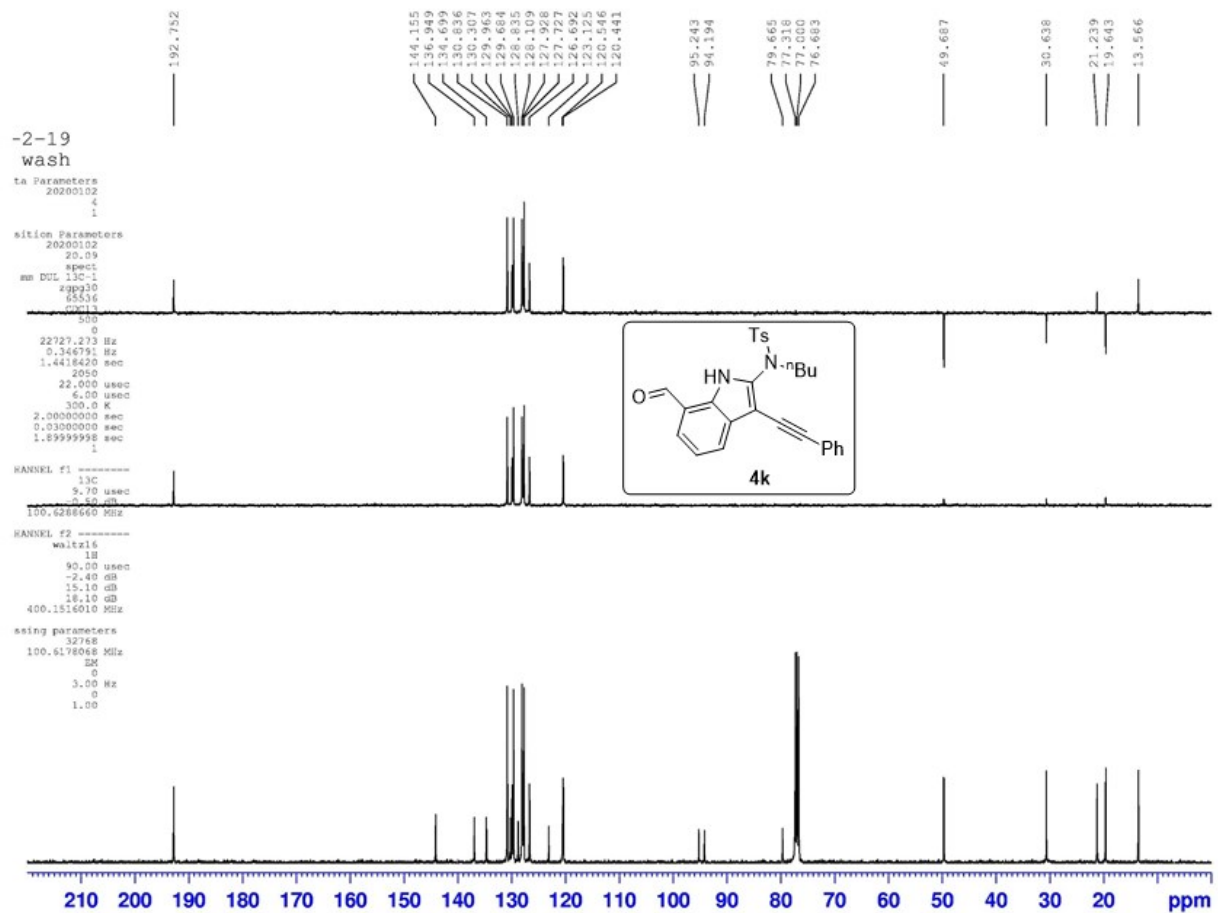 192.752
144.155
136.949
134.699
130.836
130.307
129.963
129.684
128.835
128.109
127.928
127.727
126.692
123.125
120.546
120.441
95.243
94.194
79.665
77.318
77.000
76.683
49.687
30.638
21.239
19.643
13.566
-2-19
wash
ta Parameters
20200102
4
1
sition Parameters
20200102
20.09
spect
mm DUL 13C-1
zgpg30
65536
CDCl3
500
0
22727.273 Hz
0.346791 Hz
1.4418420 sec
2050
22.000 usec
6.00 usec
300.0 K
2.00000000 sec
0.03000000 sec
1.89999998 sec
1
HANNEL f1 --------
13C
9.70 usec
-0.50 dB
100.6288660 MHz
HANNEL f2 --------
waltz16
1H
90.00 usec
-2.40 dB
15.10 dB
18.10 dB
400.1516010 MHz
ssing parameters
32768
100.6178068 MHz
EM
0
3.00 Hz
0
1.00
Ts
N
nBu
HN
O
Ph
4k
210 200 190 180 170 160 150 140 130 120 110 100 90 80 70 60 50 40 30 20 ppm